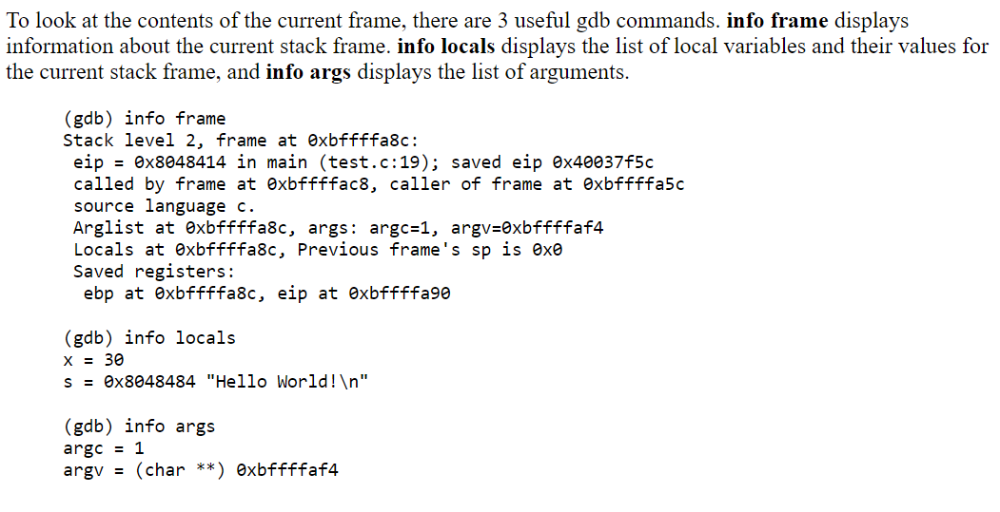 To look at the contents of the current frame, there are 3 useful gdb commands. info frame displays
information about the current stack frame. info locals displays the list of local variables and their values for
the current stack frame, and info args displays the list of arguments.
(gdb) info frame
Stack level 2, frame at 0xbffffa8c:
eip = 0x8048414 in main (test.c:19); saved eip 0x40037f5c
called by frame at 0xbffffac8, caller of frame at 0xbffffa5c
source language c.
Arglist at 0xbffffa8c, args: argc=1, argv=0xbffffaf4
Locals at 0xbffffa8c, Previous frame's sp is 0x0
Saved registers:
ebp at 0xbffffa8c, eip at 0xbffffa90
(gdb) info locals
x = 30
s = 0x8048484 "Hello World!\n"
(gdb) info args
argc = 1
argv = (char **) 0xbffffaf4